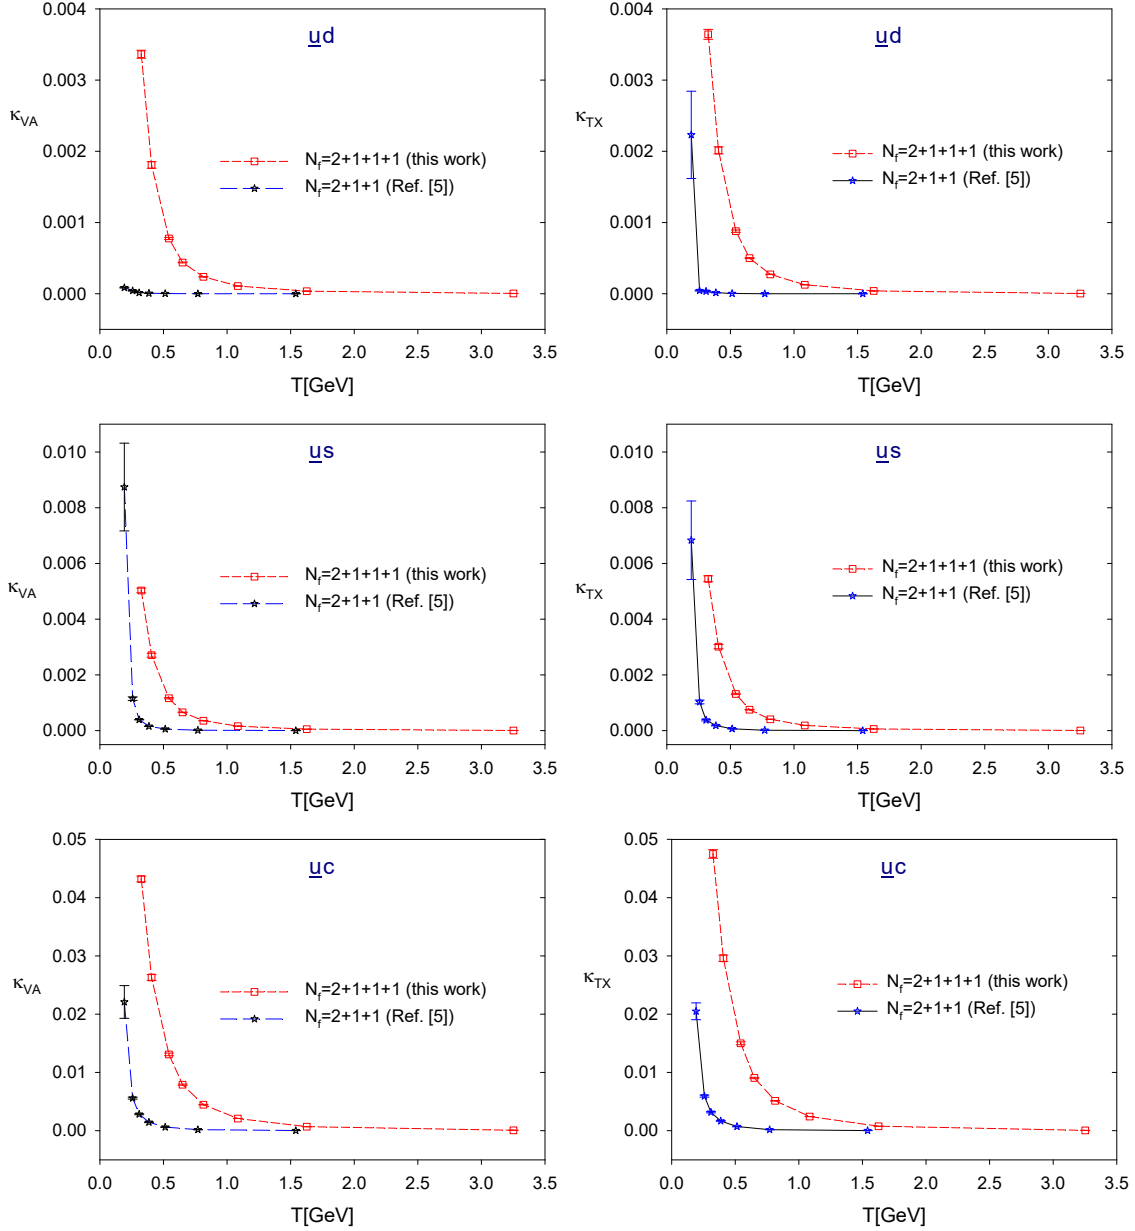 0.004
0.003
0.002
0.001
0.000
κVA
ud
Nf=2+1+1+1 (this work)
Nf=2+1+1 (Ref. [5])
0.0 0.5 1.0 1.5 2.0 2.5 3.0 3.5
T[GeV]
0.004
0.003
0.002
0.001
0.000
κTX
ud
Nf=2+1+1+1 (this work)
Nf=2+1+1 (Ref. [5])
0.0 0.5 1.0 1.5 2.0 2.5 3.0 3.5
T[GeV]
0.010
0.008
0.006
0.004
0.002
0.000
κVA
us
Nf=2+1+1+1 (this work)
Nf=2+1+1 (Ref. [5])
0.0 0.5 1.0 1.5 2.0 2.5 3.0 3.5
T[GeV]
0.010
0.008
0.006
0.004
0.002
0.000
κTX
us
Nf=2+1+1+1 (this work)
Nf=2+1+1 (Ref. [5])
0.0 0.5 1.0 1.5 2.0 2.5 3.0 3.5
T[GeV]
0.05
0.04
0.03
0.02
0.01
0.00
κVA
uc
Nf=2+1+1+1 (this work)
Nf=2+1+1 (Ref. [5])
0.0 0.5 1.0 1.5 2.0 2.5 3.0 3.5
T[GeV]
0.05
0.04
0.03
0.02
0.01
0.00
κTX
uc
Nf=2+1+1+1 (this work)
Nf=2+1+1 (Ref. [5])
0.0 0.5 1.0 1.5 2.0 2.5 3.0 3.5
T[GeV]